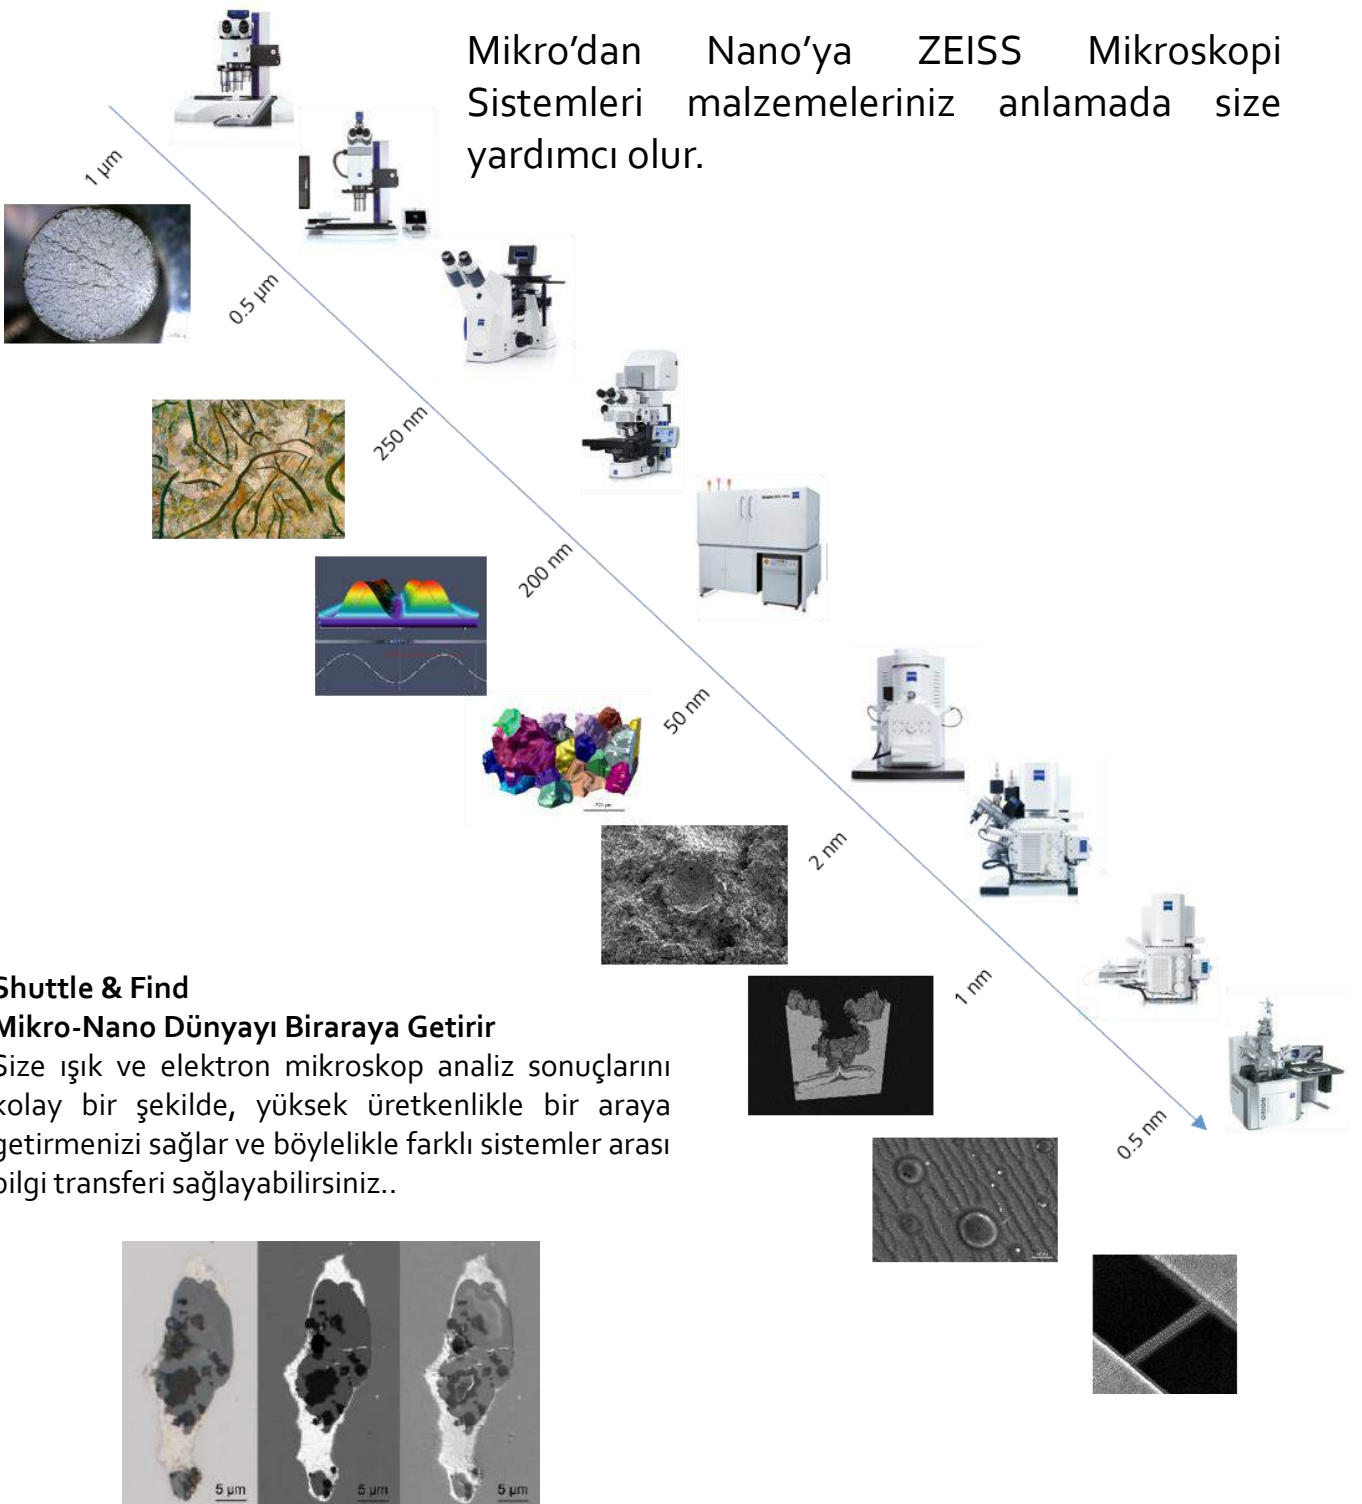 Mikro’dan Nano’ya ZEISS Mikroskopi
Sistemleri malzemeleriniz anlamada size
yardımcı olur.
1 µm
0.5 µm
250 nm
200 nm
50 nm
2 nm
1 nm
0.5 nm
Shuttle & Find
Mikro-Nano Dünyayı Biraraya Getirir
Size ışık ve elektron mikroskop analiz sonuçlarını
kolay bir şekilde, yüksek üretkenlikle bir araya
getirmenizi sağlar ve böylelikle farklı sistemler arası
bilgi transferi sağlayabilirsiniz..
ORION
5 µm
5 µm
5 µm